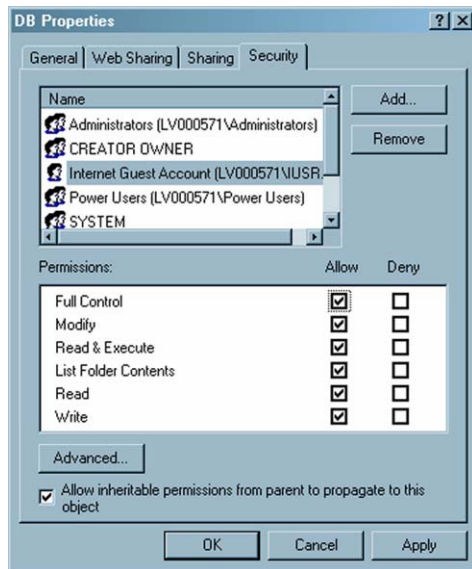 DB Properties
General Web Sharing Sharing Security
Name
Add...
Administrators (LV000571\Administrators)
Remove
CREATOR OWNER
Internet Guest Account (LV000571\IUSR
Power Users (LV000571\Power Users)
SYSTEM
Permissions: Allow Deny
Full Control
Modify
Read & Execute
List Folder Contents
Read
Write
Advanced...
Allow inheritable permissions from parent to propagate to this
object
OK Cancel Apply